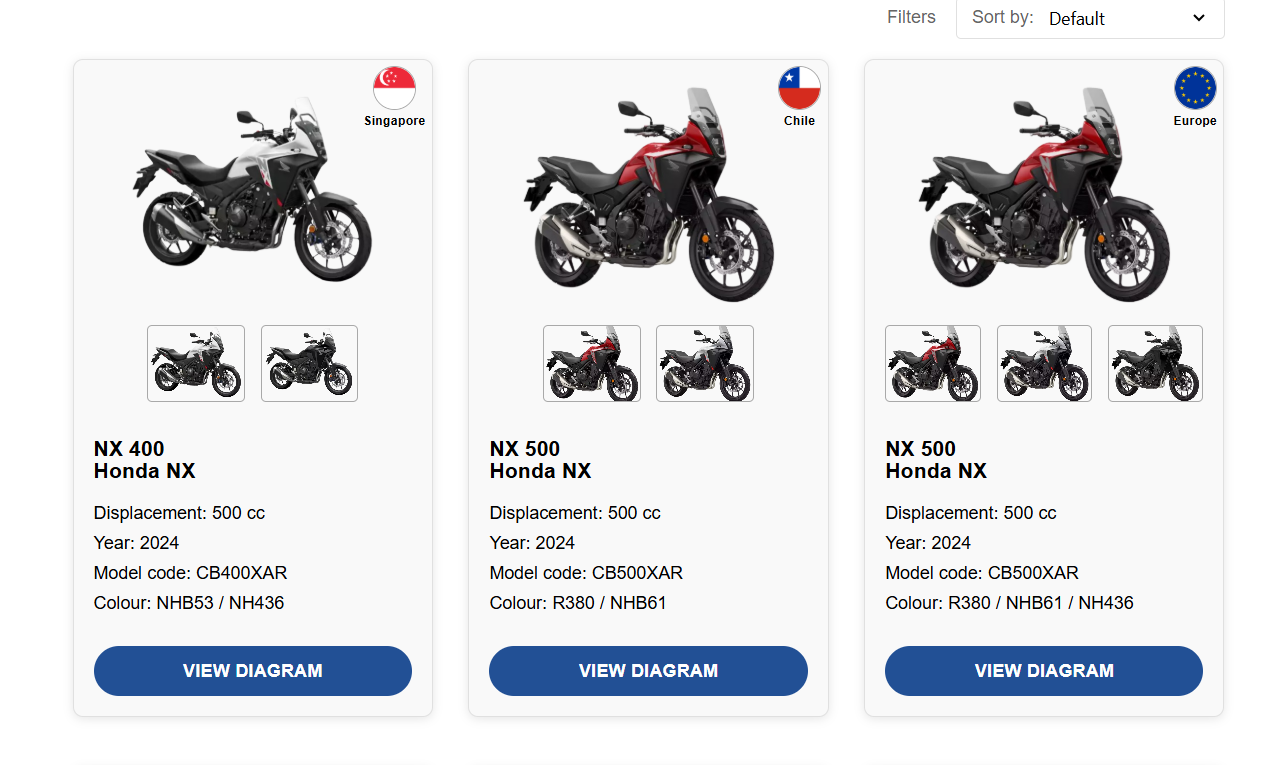 Filters
Sort by: Default
Singapore
NX 400
Honda NX
Displacement: 500 cc
Year: 2024
Model code: CB400XAR
Colour: NHB53 / NH436
VIEW DIAGRAM
Chile
NX 500
Honda NX
Displacement: 500 cc
Year: 2024
Model code: CB500XAR
Colour: R380 / NHB61
VIEW DIAGRAM
Europe
NX 500
Honda NX
Displacement: 500 cc
Year: 2024
Model code: CB500XAR
Colour: R380 / NHB61 / NH436
VIEW DIAGRAM